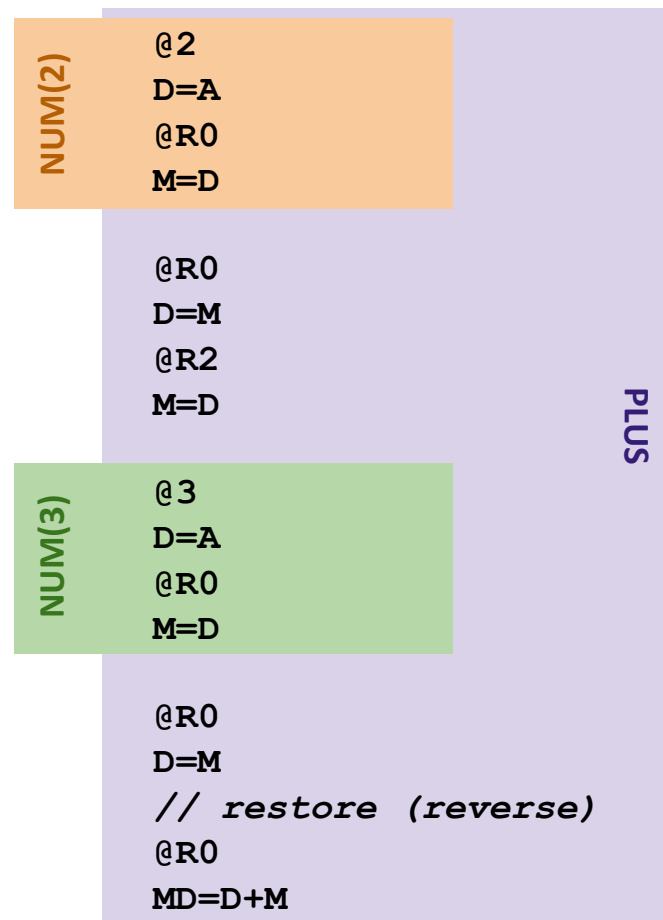 NUM(2)
@2
D=A
@R0
M=D
@R0
D=M
@R2
M=D
PLUS
NUM(3)
@3
D=A
@R0
M=D
@R0
D=M
// restore (reverse)
@R0
MD=D+M